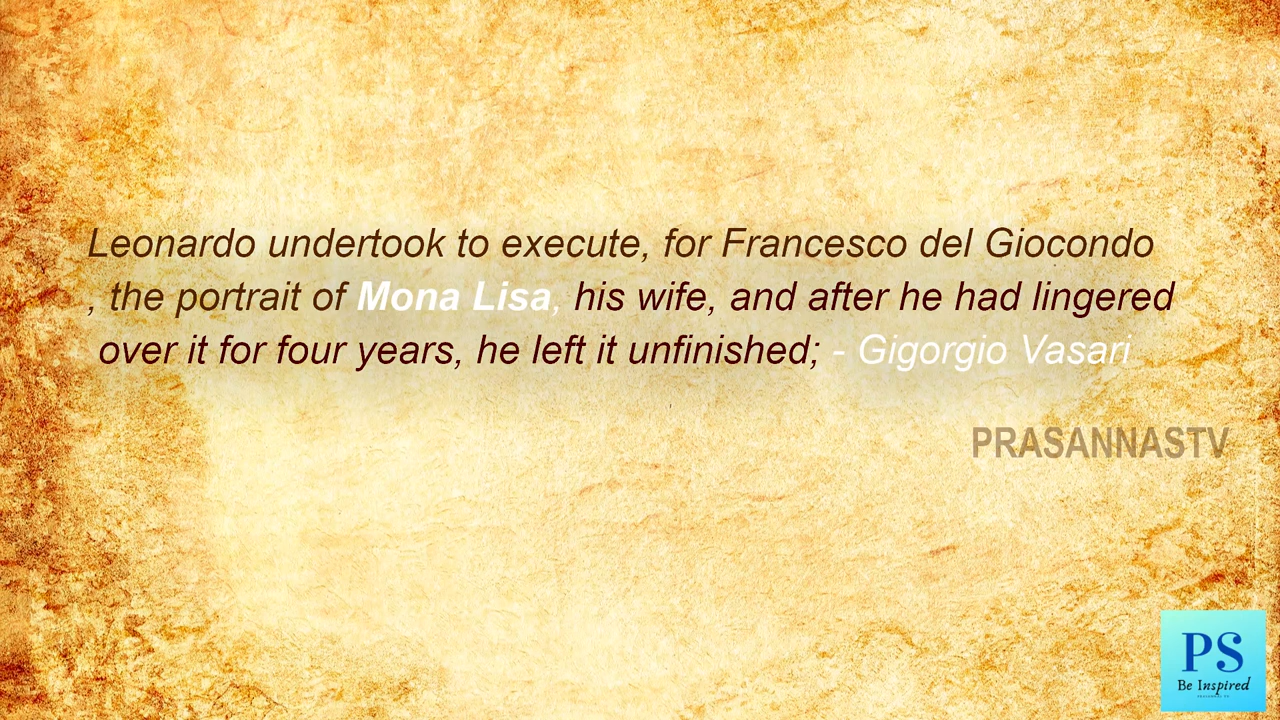 Leonardo undertook to execute, for Francesco del Giocondo
, the portrait of Mona Lisa, his wife, and after he had lingered
over it for four years, he left it unfinished; - Gigorgio Vasari
PRASANNASTV
PS
Be Inspired